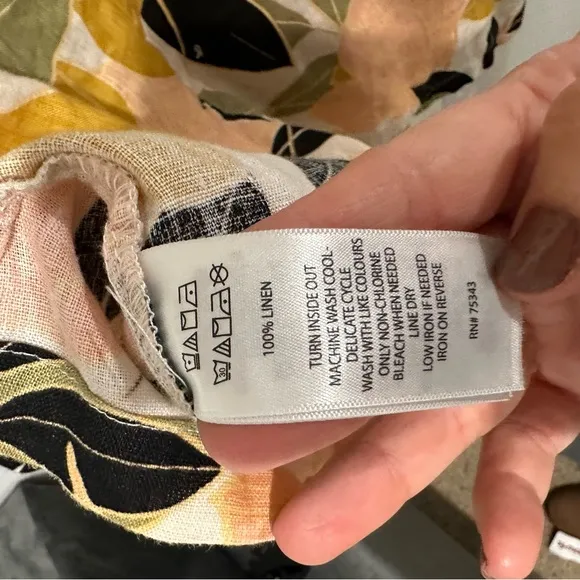 30
100% LINEN
TURN INSIDE OUT
MACHINE WASH COOL-
DELICATE CYCLE
WASH WITH LIKE COLOURS
ONLY NON-CHLORINE
BLEACH WHEN NEEDED
LINE DRY
LOW IRON IF NEEDED
IRON ON REVERSE
RN# 75343